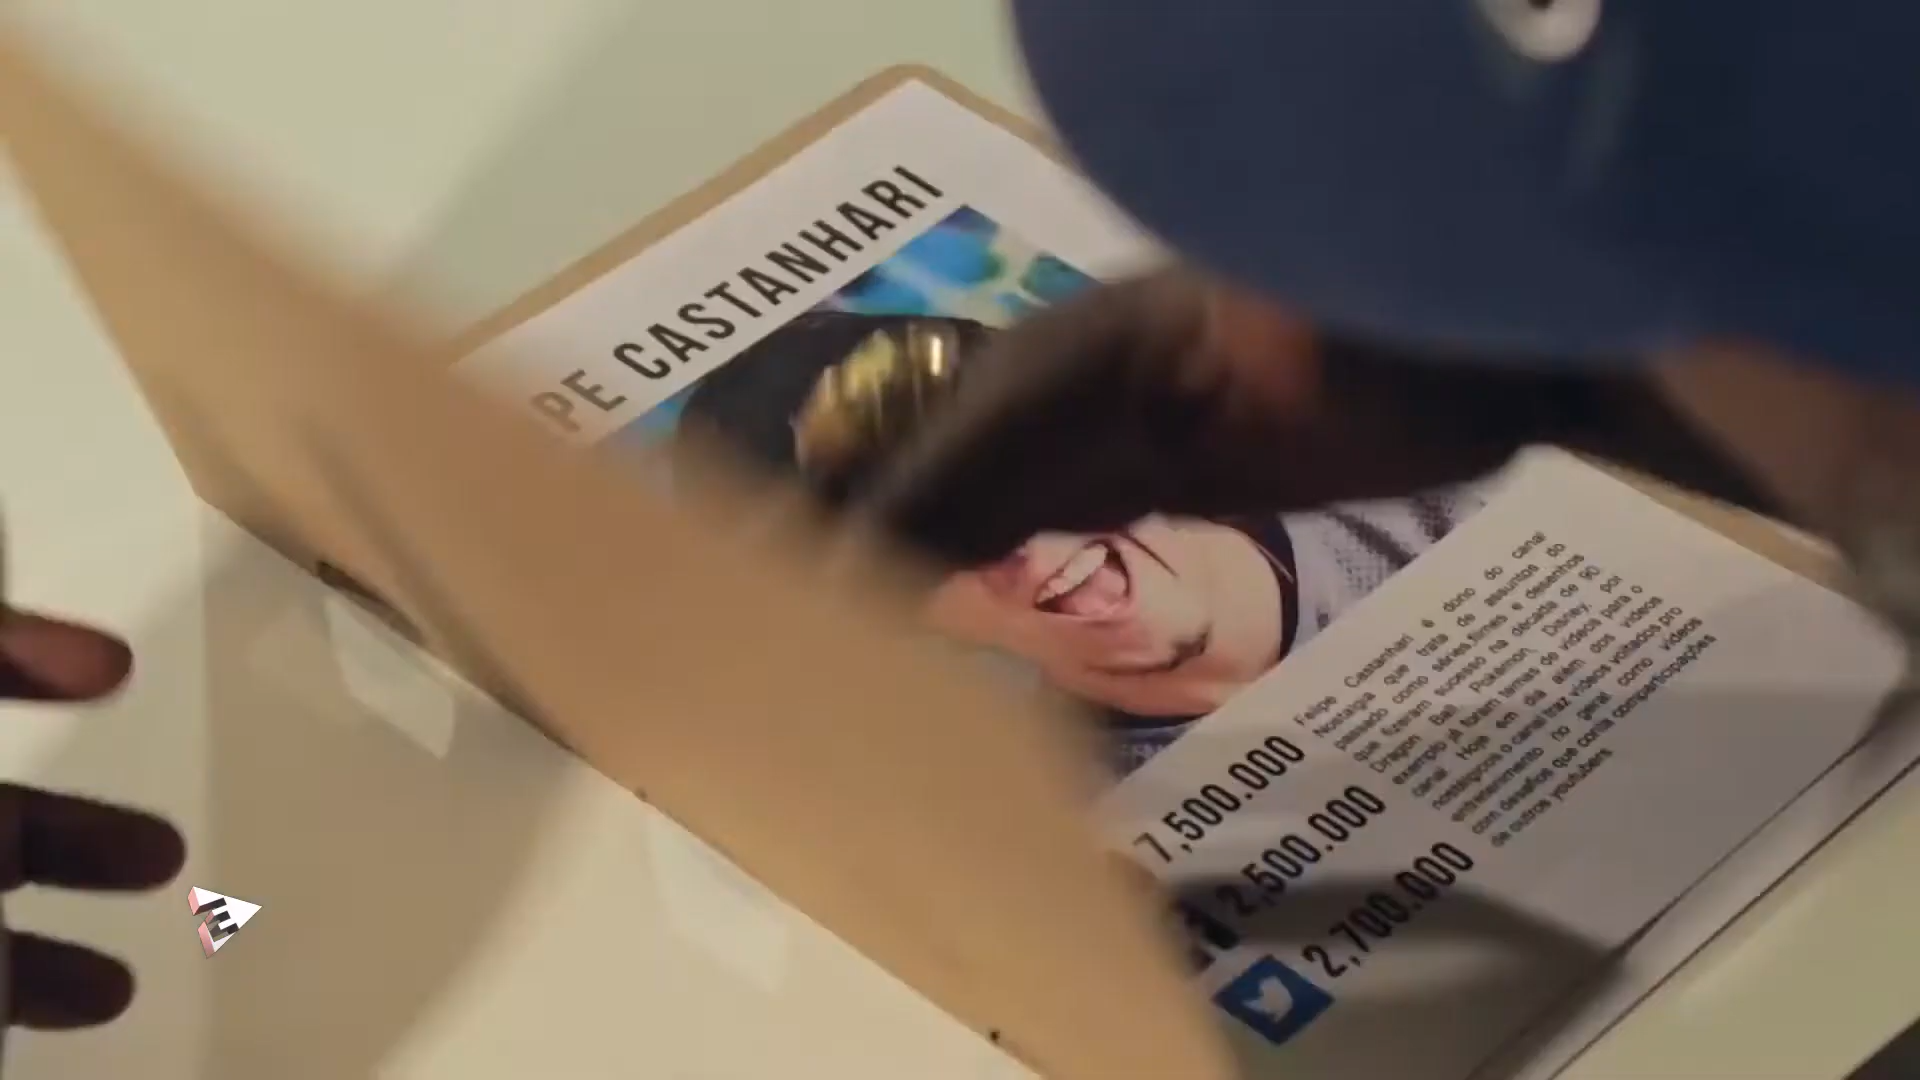 PE CASTANHARI
7,500.000
2,500.000
2,700.000
Felipe Castanhari é dono do canal
Nostalgia que trata de assuntos do
passado como séries,filmes e desenhos
que fizeram sucesso na década de 90.
Dragon Ball, Pokémon, Disney, por
exemplo já foram temas de vídeos para o
canal. Hoje em dia além dos vídeos
nostálgicos o canal traz vídeos voltados pro
entretenimento no geral, como vídeos
com desafios que conta comparticipações
de outros youtubers